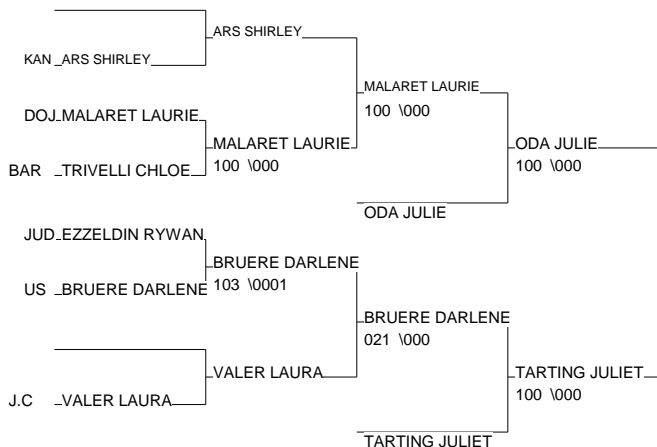 ARS SHIRLEY
KAN ARS SHIRLEY
MALARET LAURIE
100 \000
DOJ MALARET LAURIE
MALARET LAURIE
100 \000
ODA JULIE
100 \000
BAR TRIVELLI CHLOE
ODA JULIE
JUD EZZELDIN RYWAN
BRUERE DARLENE
103 \0001
US BRUERE DARLENE
BRUERE DARLENE
021 \000
VALER LAURA
TARTING JULIET
100 \000
J.C VALER LAURA
TARTING JULIET